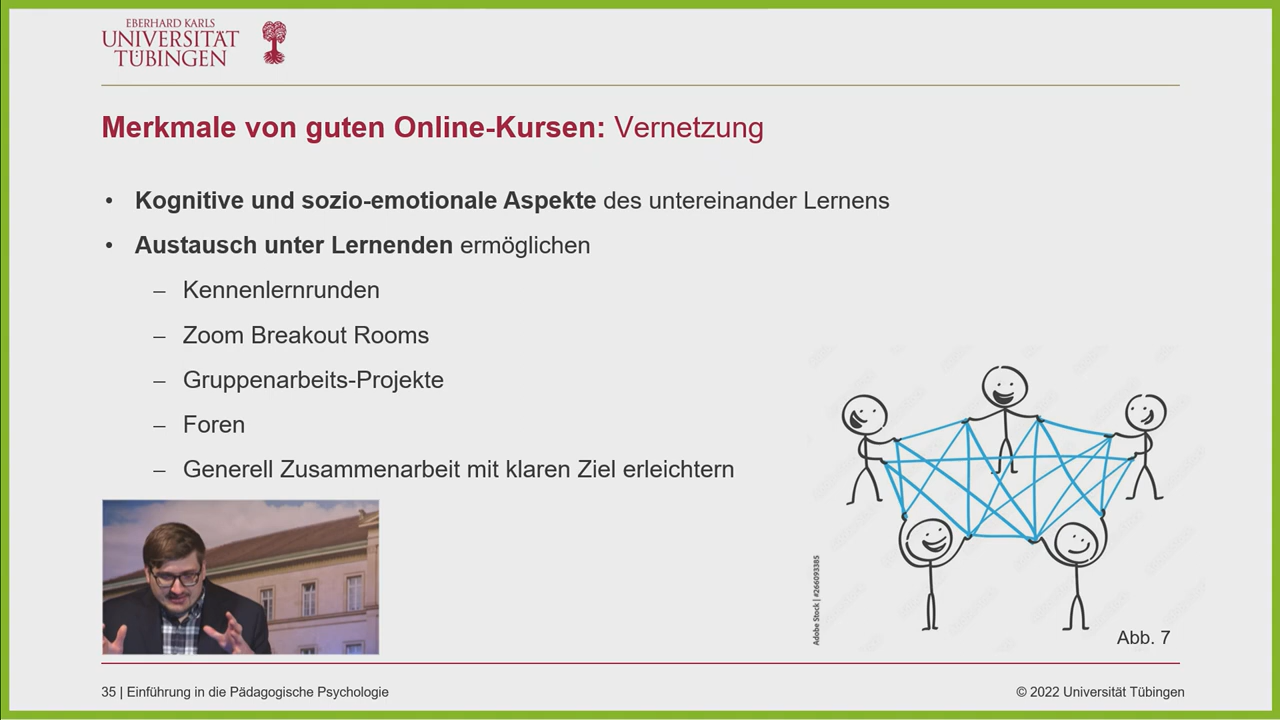 EBERHARD KARLS
UNIVERSITÄT
TÜBINGEN
Merkmale von guten Online-Kursen: Vernetzung
• Kognitive und sozio-emotionale Aspekte des untereinander Lernens
• Austausch unter Lernenden ermöglichen
– Kennenlernrunden
– Zoom Breakout Rooms
– Gruppenarbeits-Projekte
– Foren
– Generell Zusammenarbeit mit klaren Ziel erleichtern
Adobe Stock | #266093385
Abb. 7
35 | Einführung in die Pädagogische Psychologie
© 2022 Universität Tübingen